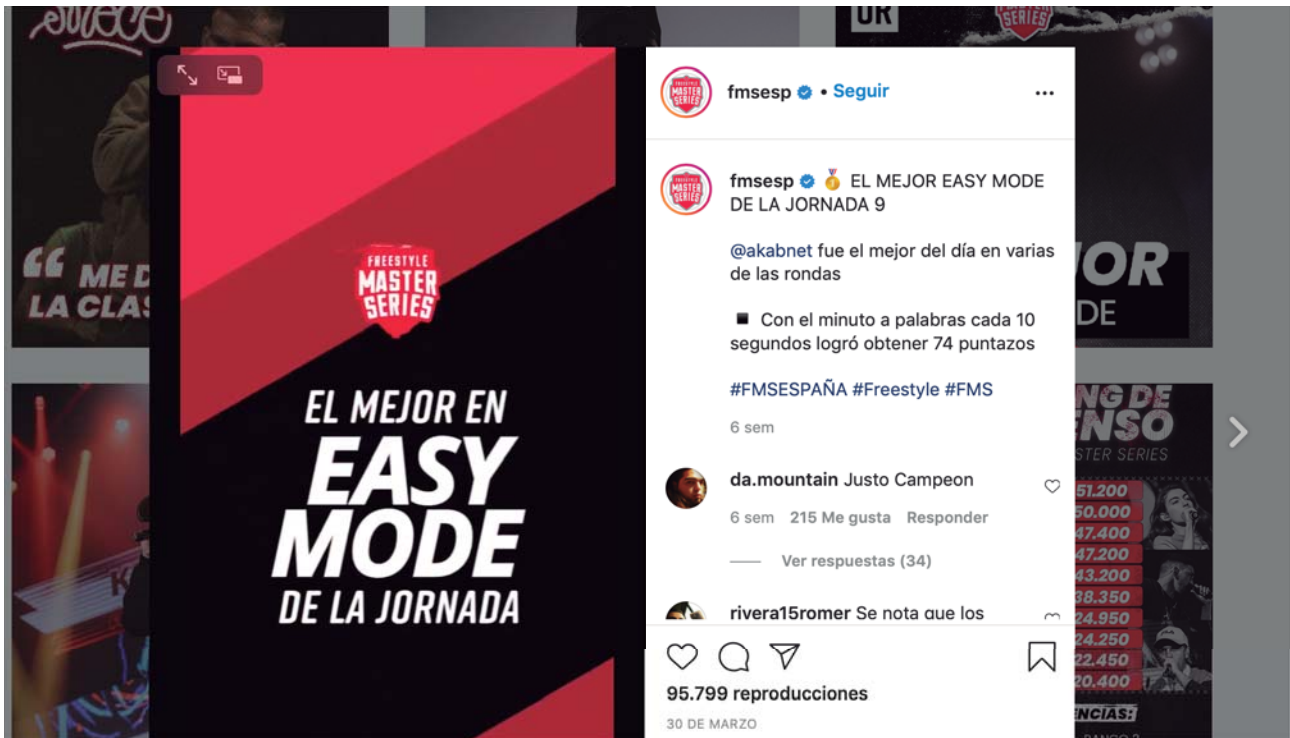 UR
SERIES
“ ME D
LA CLAS
FREESTYLE
MASTER
SERIES
EL MEJOR EN
EASY
MODE
DE LA JORNADA
fmsesp • Seguir
fmsesp 🏅 EL MEJOR EASY MODE
DE LA JORNADA 9
@akabnet fue el mejor del día en varias
de las rondas
◾ Con el minuto a palabras cada 10
segundos logró obtener 74 puntazos
#FMSESPAÑA #Freestyle #FMS
6 sem
da.mountain Justo Campeon
6 sem 215 Me gusta Responder
Ver respuestas (34)
rivera15romer Se nota que los
95.799 reproducciones
30 DE MARZO
OR
DE
NG DE
ENSO
STER SERIES
51.200
50.000
47.400
47.200
43.200
38.350
24.950
24.250
22.450
20.400
NCIAS: